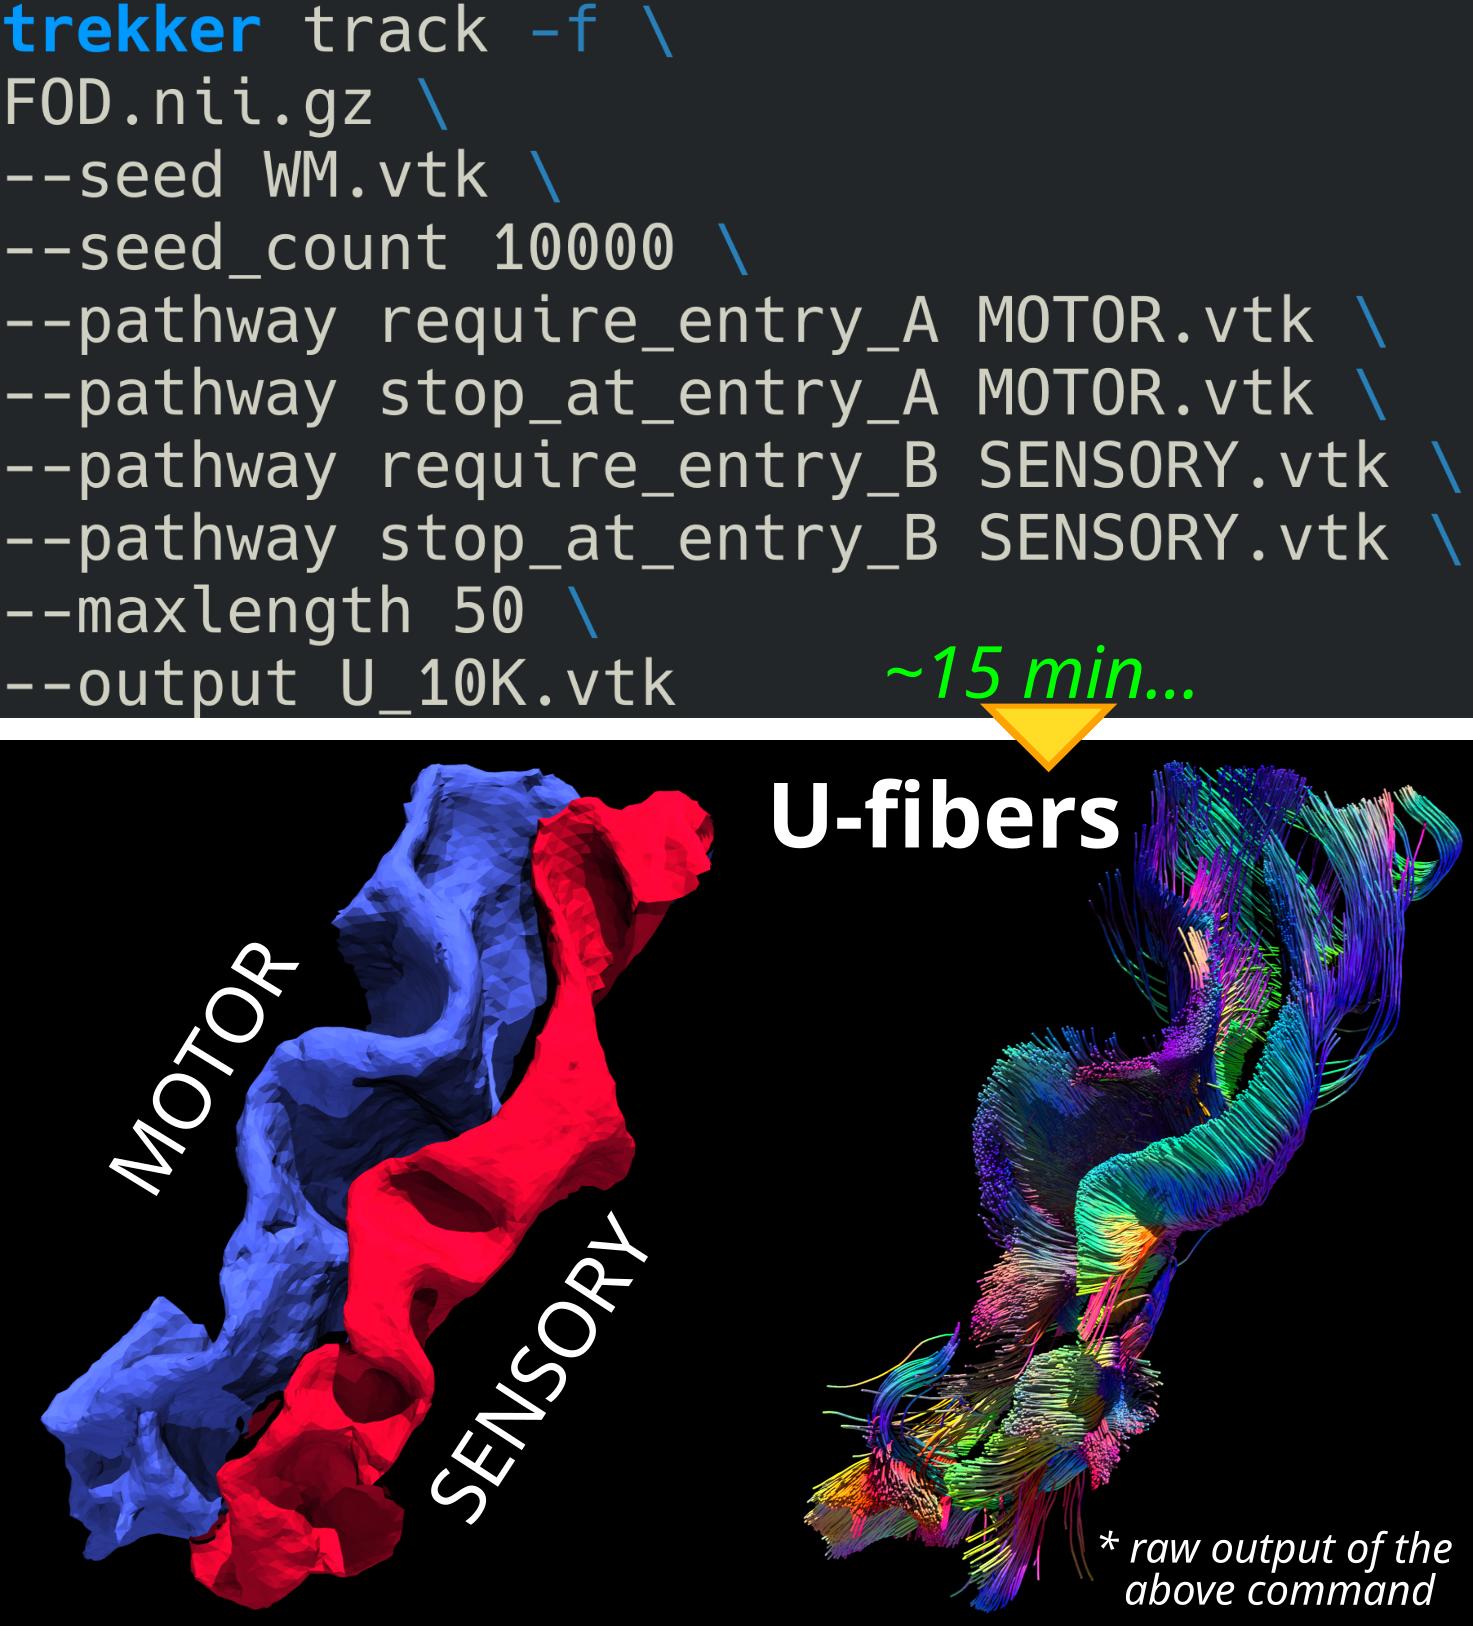 trekker track -f \
FOD.nii.gz \
--seed WM.vtk \
--seed_count 10000 \
--pathway require_entry_A MOTOR.vtk \
--pathway stop_at_entry_A MOTOR.vtk \
--pathway require_entry_B SENSORY.vtk \
--pathway stop_at_entry_B SENSORY.vtk \
--maxlength 50 \
--output U_10K.vtk
~15 min...
U-fibers
MOTOR
SENSORY
* raw output of the
above command